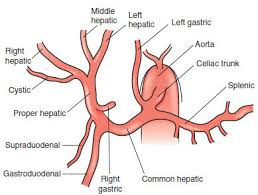 Middle
hepatic
Left
hepatic
Left gastric
Right
hepatic
Aorta
Celiac trunk
Cystic
Splenic
Proper hepatic
Supraduodenal
Gastroduodenal
Right
gastric
Common hepatic